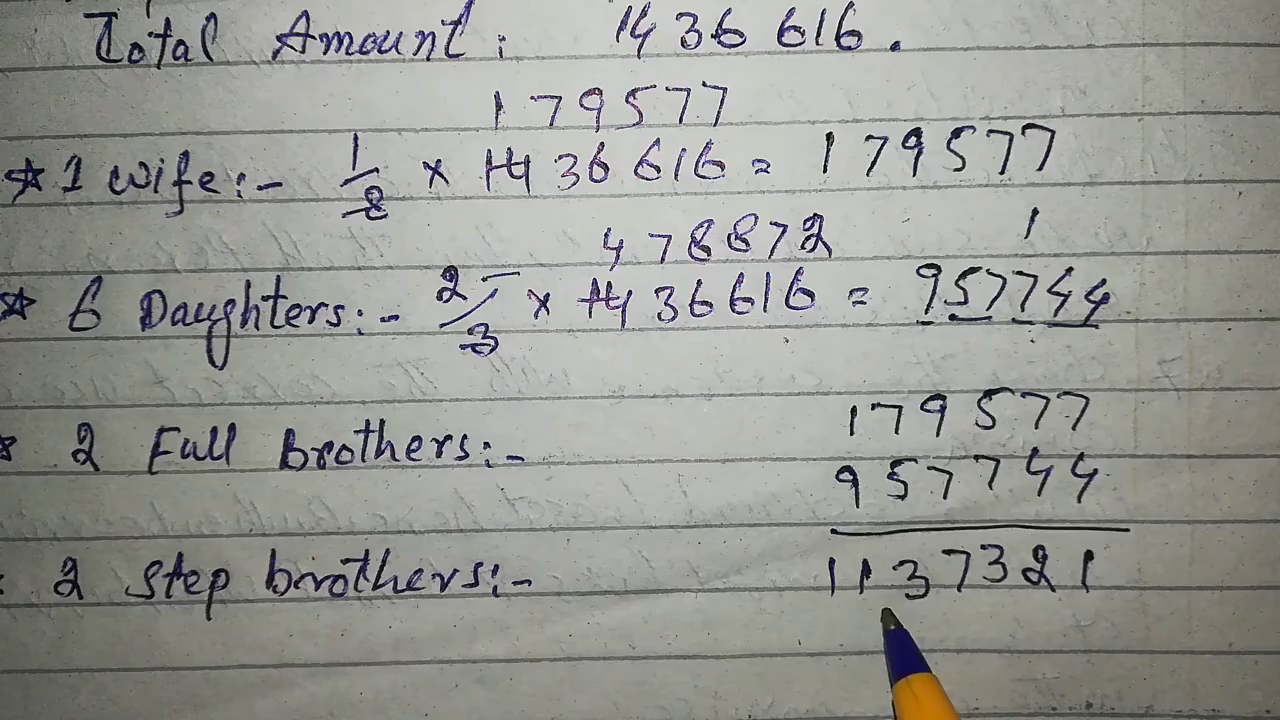 Total Amount : 1436616.
179577
* 1 Wife:- 1/8 × 1436616 = 179577
478872 1
* 6 Daughters:- 2/3 × 1436616 = 957744
179577
* 2 Full Brothers:-
957744
2 Step brothers:- 1137321